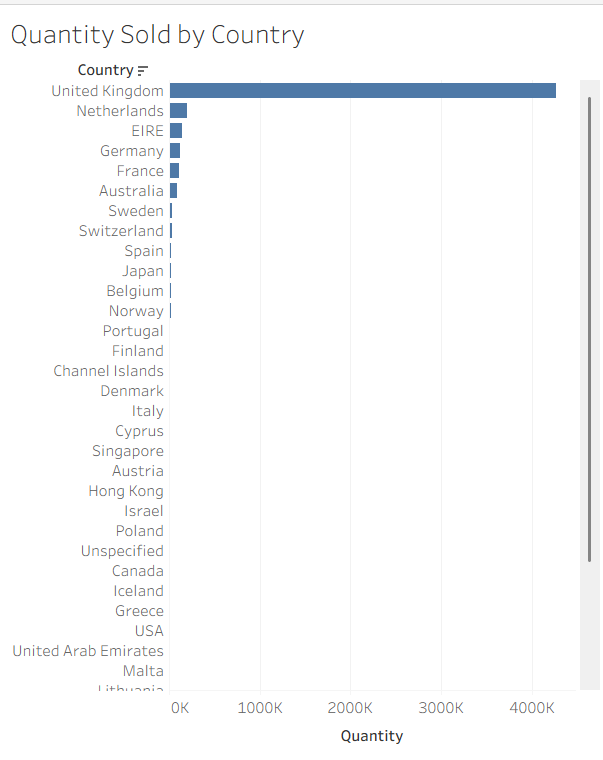 Quantity Sold by Country
Country
United Kingdom
Netherlands
EIRE
Germany
France
Australia
Sweden
Switzerland
Spain
Japan
Belgium
Norway
Portugal
Finland
Channel Islands
Denmark
Italy
Cyprus
Singapore
Austria
Hong Kong
Israel
Poland
Unspecified
Canada
Iceland
Greece
USA
United Arab Emirates
Malta
Lithuania
0K 1000K 2000K 3000K 4000K
Quantity